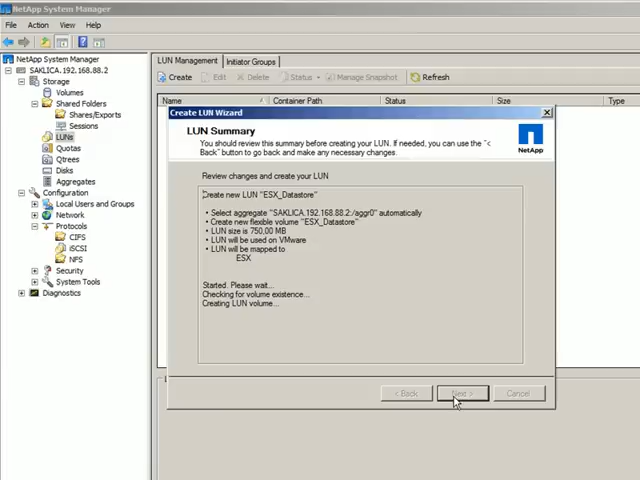 NetApp System Manager
File Action View Help
NetApp System Manager
SAKLICA.192.168.88.2
Storage
Volumes
Shared Folders
Shares/Exports
Sessions
LUNs
Quotas
Qtrees
Disks
Aggregates
Configuration
Local Users and Groups
Network
Protocols
CIFS
iSCSI
NFS
Security
System Tools
Diagnostics
LUN Management Initiator Groups
Create Edit Delete Status Manage Snapshot Refresh
Name Container Path Status Size Type
Create LUN Wizard
LUN Summary
You should review this summary before creating your LUN. If needed, you can use the "<
Back" button to go back and make any necessary changes.
NetApp
Review changes and create your LUN
Create new LUN "ESX_Datastore"
• Select aggregate "SAKLICA.192.168.88.2:/aggr0" automatically
• Create new flexible volume "ESX_Datastore"
• LUN size is 750,00 MB
• LUN will be used on VMware
• LUN will be mapped to
ESX
Started. Please wait...
Checking for volume existence...
Creating LUN volume...
< Back Next > Cancel